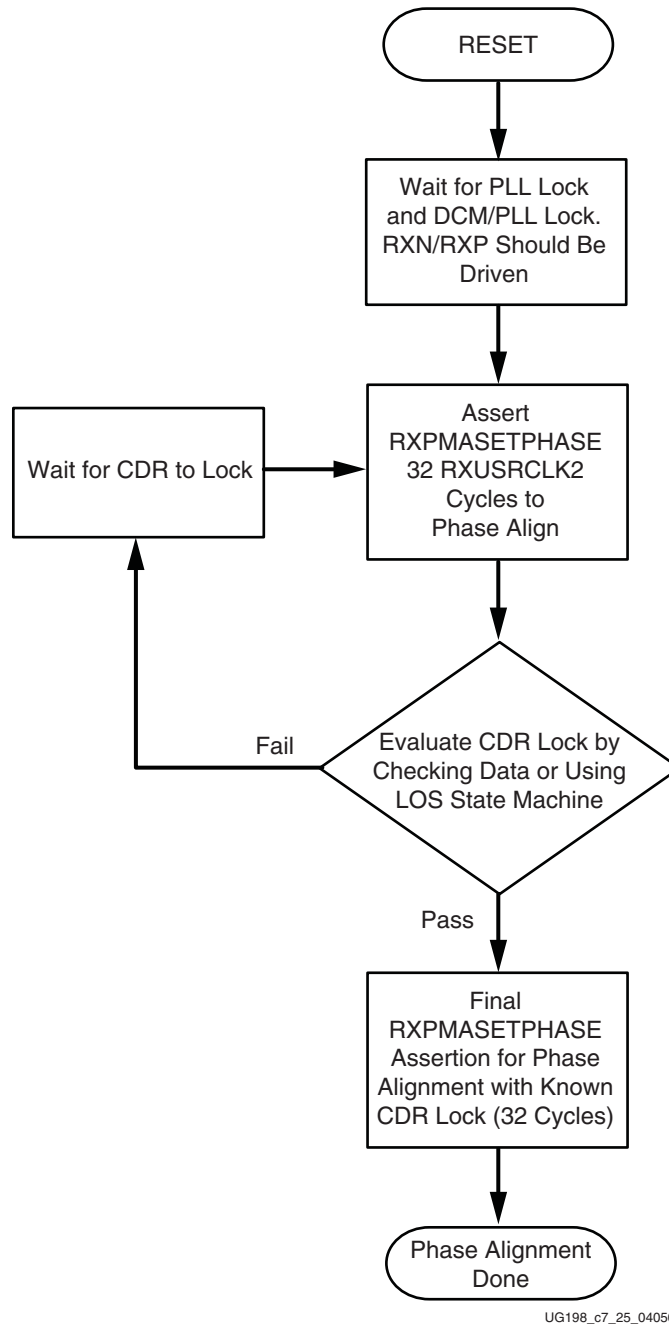 RESET
Wait for PLL Lock
and DCM/PLL Lock.
RXN/RXP Should Be
Driven
Wait for CDR to Lock
Assert
RXPMASETPHASE
32 RXUSRCLK2
Cycles to
Phase Align
Fail
Evaluate CDR Lock by
Checking Data or Using
LOS State Machine
Pass
Final
RXPMASETPHASE
Assertion for Phase
Alignment with Known
CDR Lock (32 Cycles)
Phase Alignment
Done